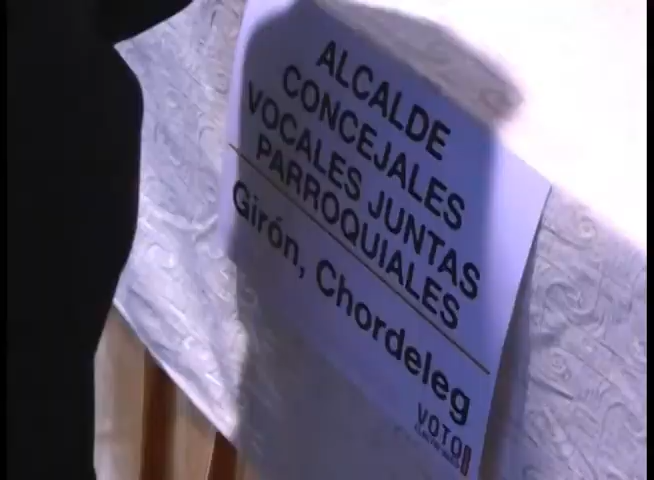 ALCALDE
CONCEJALES
VOCALES JUNTAS
PARROQUIALES
Girón, Chordeleg
VOTO